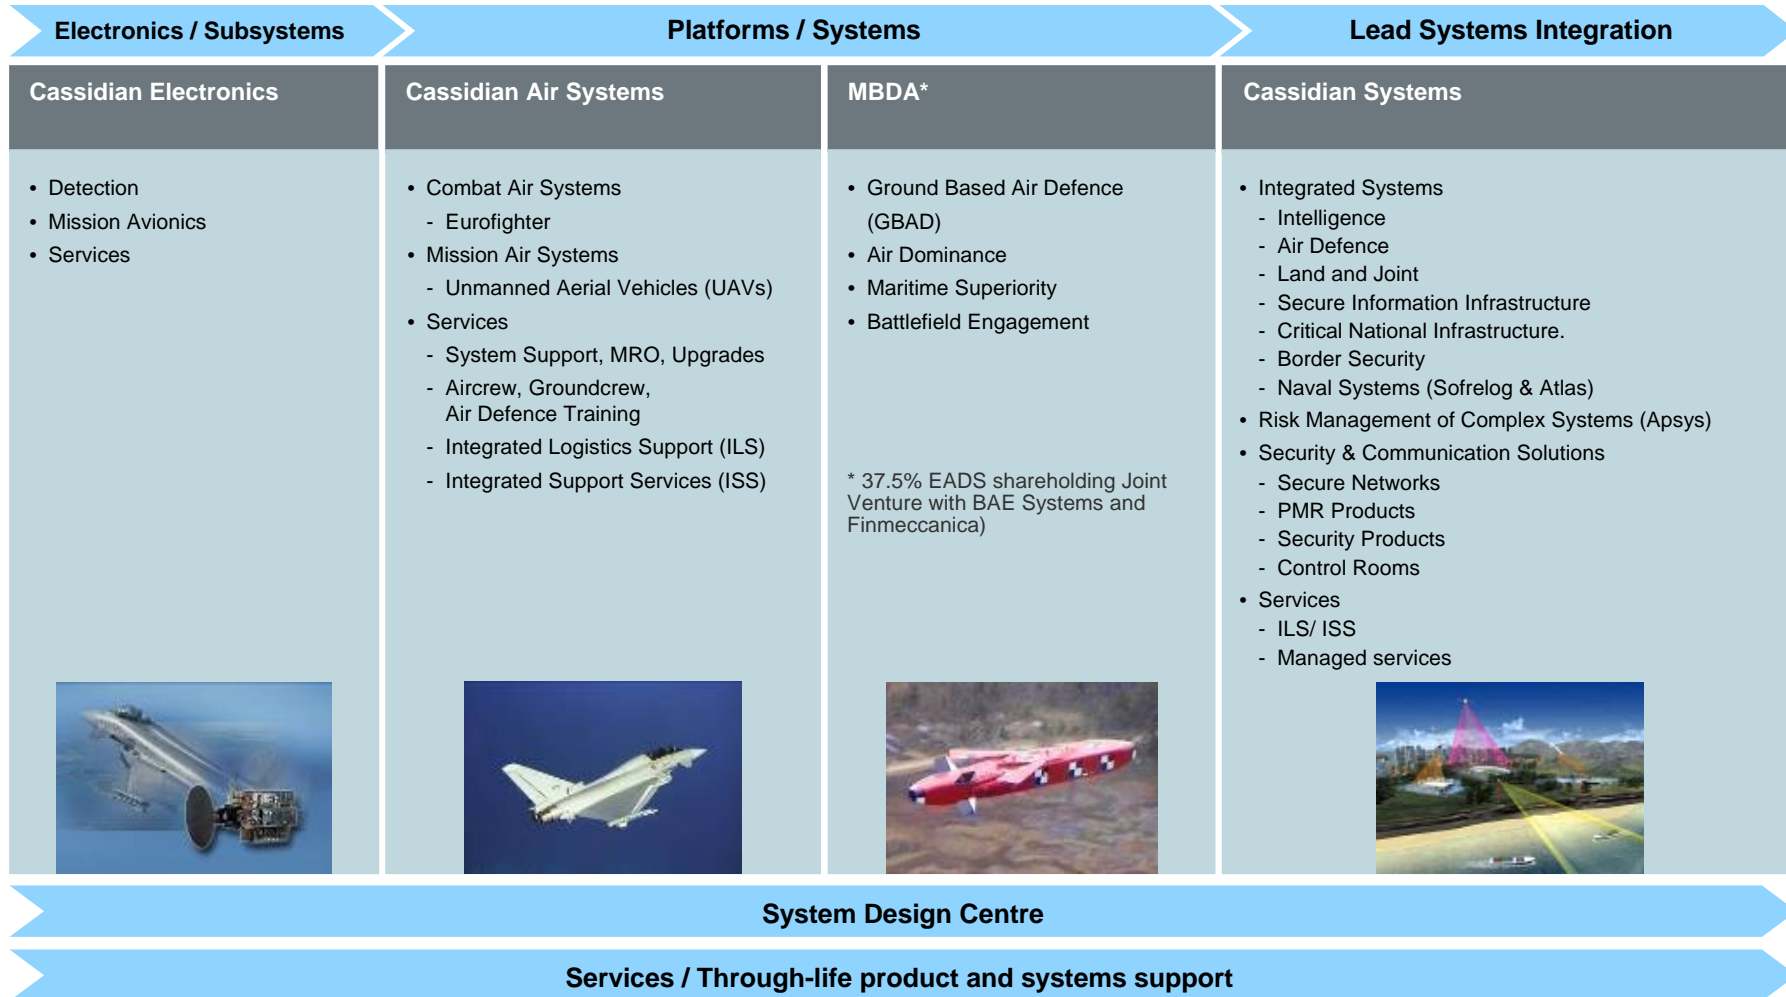 Electronics / Subsystems
Platforms / Systems
Lead Systems Integration
Cassidian Electronics
• Detection
• Mission Avionics
• Services
Cassidian Air Systems
• Combat Air Systems
- Eurofighter
• Mission Air Systems
- Unmanned Aerial Vehicles (UAVs)
• Services
- System Support, MRO, Upgrades
- Aircrew, Groundcrew,
Air Defence Training
- Integrated Logistics Support (ILS)
- Integrated Support Services (ISS)
MBDA*
• Ground Based Air Defence
(GBAD)
• Air Dominance
• Maritime Superiority
• Battlefield Engagement
* 37.5% EADS shareholding Joint
Venture with BAE Systems and
Finmeccanica)
Cassidian Systems
• Integrated Systems
- Intelligence
- Air Defence
- Land and Joint
- Secure Information Infrastructure
- Critical National Infrastructure.
- Border Security
- Naval Systems (Sofrelog & Atlas)
• Risk Management of Complex Systems (Apsys)
• Security & Communication Solutions
- Secure Networks
- PMR Products
- Security Products
- Control Rooms
• Services
- ILS/ ISS
- Managed services
System Design Centre
Services / Through-life product and systems support